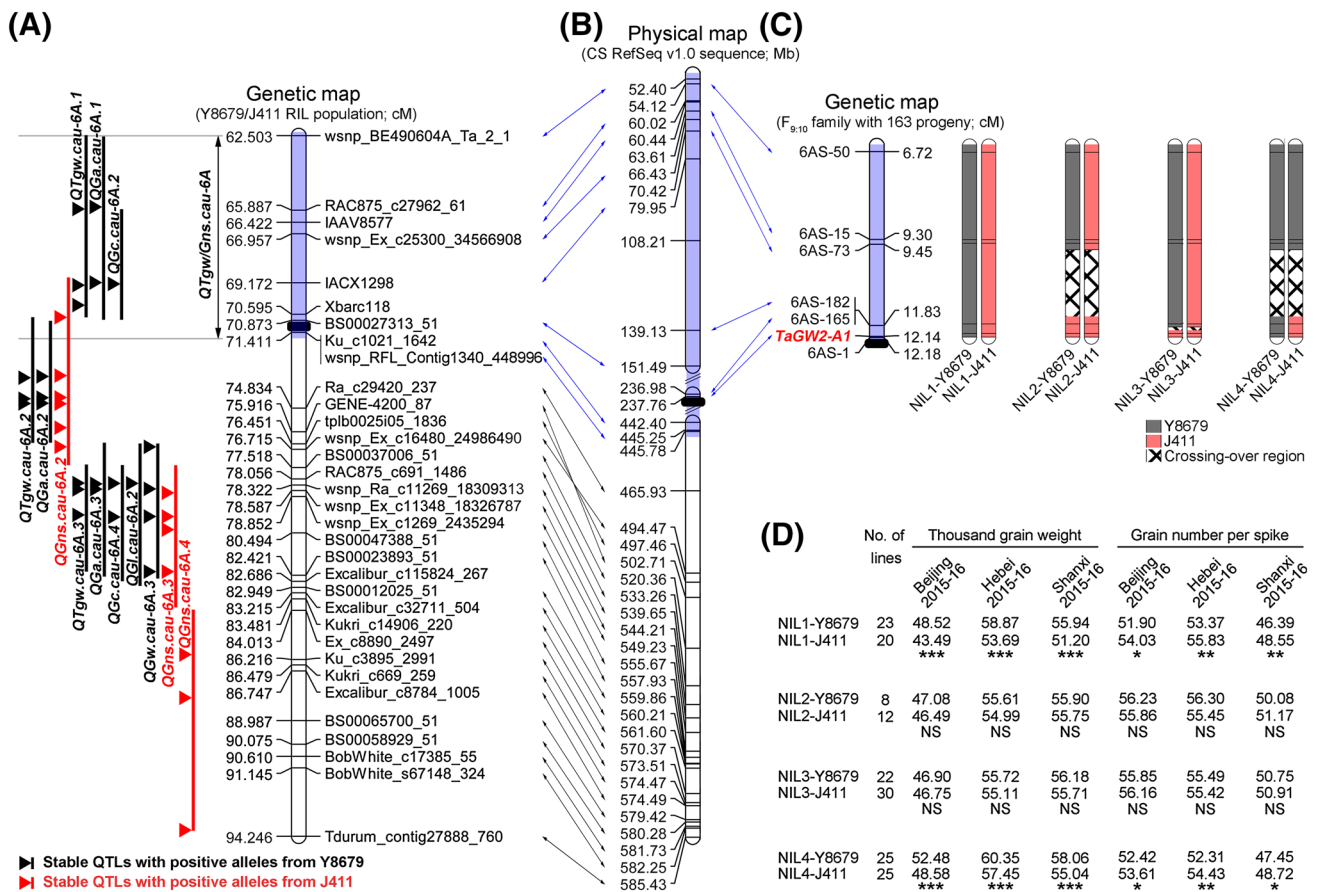 (A)
QTgw.cau-6A.1
QGa.cau-6A.1
QGc.cau-6A.2
QTgw/Gns.cau-6A
QTgw.cau-6A.2
QGa.cau-6A.2
QGns.cau-6A.2
QTgw.cau-6A.3
QGa.cau-6A.3
QGc.cau-6A.4
QGl.cau-6A.2
QGw.cau-6A.3
QGns.cau-6A.3
QGns.cau-6A.4
Genetic map
(Y8679/J411 RIL population; cM)
62.503 wsnp_BE490604A_Ta_2_1
65.887 RAC875_c27962_61
66.422 IAAV8577
66.957 wsnp_Ex_c25300_34566908
69.172 IACX1298
70.595 Xbarc118
70.873 BS00027313_51
71.411 Ku_c1021_1642
wsnp_RFL_Contig1340_448996
74.834 Ra_c29420_237
75.916 GENE-4200_87
76.451 tplb0025i05_1836
76.715 wsnp_Ex_c16480_24986490
77.518 BS00037006_51
78.056 RAC875_c691_1486
78.322 wsnp_Ra_c11269_18309313
78.587 wsnp_Ex_c11348_18326787
78.852 wsnp_Ex_c1269_2435294
80.494 BS00047388_51
82.421 BS00023893_51
82.686 Excalibur_c115824_267
82.949 BS00012025_51
83.215 Excalibur_c32711_504
83.481 Kukri_c14906_220
84.013 Ex_c8890_2497
86.216 Ku_c3895_2991
86.479 Kukri_c669_259
86.747 Excalibur_c8784_1005
88.987 BS00065700_51
90.075 BS00058929_51
90.610 BobWhite_c17385_55
91.145 BobWhite_s67148_324
94.246 Tdurum_contig27888_760
Stable QTLs with positive alleles from Y8679
Stable QTLs with positive alleles from J411
(B)
Physical map
(CS RefSeq v1.0 sequence; Mb)
52.40
54.12
60.02
60.44
63.61
66.43
70.42
79.95
108.21
139.13
151.49
236.98
237.76
442.40
445.25
445.78
465.93
494.47
497.46
502.71
520.36
533.26
539.65
544.21
549.23
555.67
557.93
559.86
560.21
561.60
570.37
573.51
574.47
574.49
579.42
580.28
581.73
582.25
585.43
(C)
Genetic map
(F9:10 family with 163 progeny; cM)
6AS-50 6.72
6AS-15 9.30
6AS-73 9.45
6AS-182
6AS-165 11.83
TaGW2-A1 12.14
6AS-1 12.18
NIL1-Y8679
NIL1-J411
NIL2-Y8679
NIL2-J411
NIL3-Y8679
NIL3-J411
NIL4-Y8679
NIL4-J411
Y8679
J411
Crossing-over region
(D)
No. of lines Thousand grain weight Grain number per spike
Beijing 2015-16 Hebei 2015-16 Shanxi 2015-16 Beijing 2015-16 Hebei 2015-16 Shanxi 2015-16
NIL1-Y8679 23 48.52 58.87 55.94 51.90 53.37 46.39
NIL1-J411 20 43.49 53.69 51.20 54.03 55.83 48.55
*** *** *** * ** **
NIL2-Y8679 8 47.08 55.61 55.90 56.23 56.30 50.08
NIL2-J411 12 46.49 54.99 55.75 55.86 55.45 51.17
NS NS NS NS NS NS
NIL3-Y8679 22 46.90 55.72 56.18 55.85 55.49 50.75
NIL3-J411 30 46.75 55.11 55.71 56.16 55.42 50.91
NS NS NS NS NS NS
NIL4-Y8679 25 52.48 60.35 58.06 52.42 52.31 47.45
NIL4-J411 25 48.58 57.45 55.04 53.61 54.43 48.72
*** *** *** * ** *